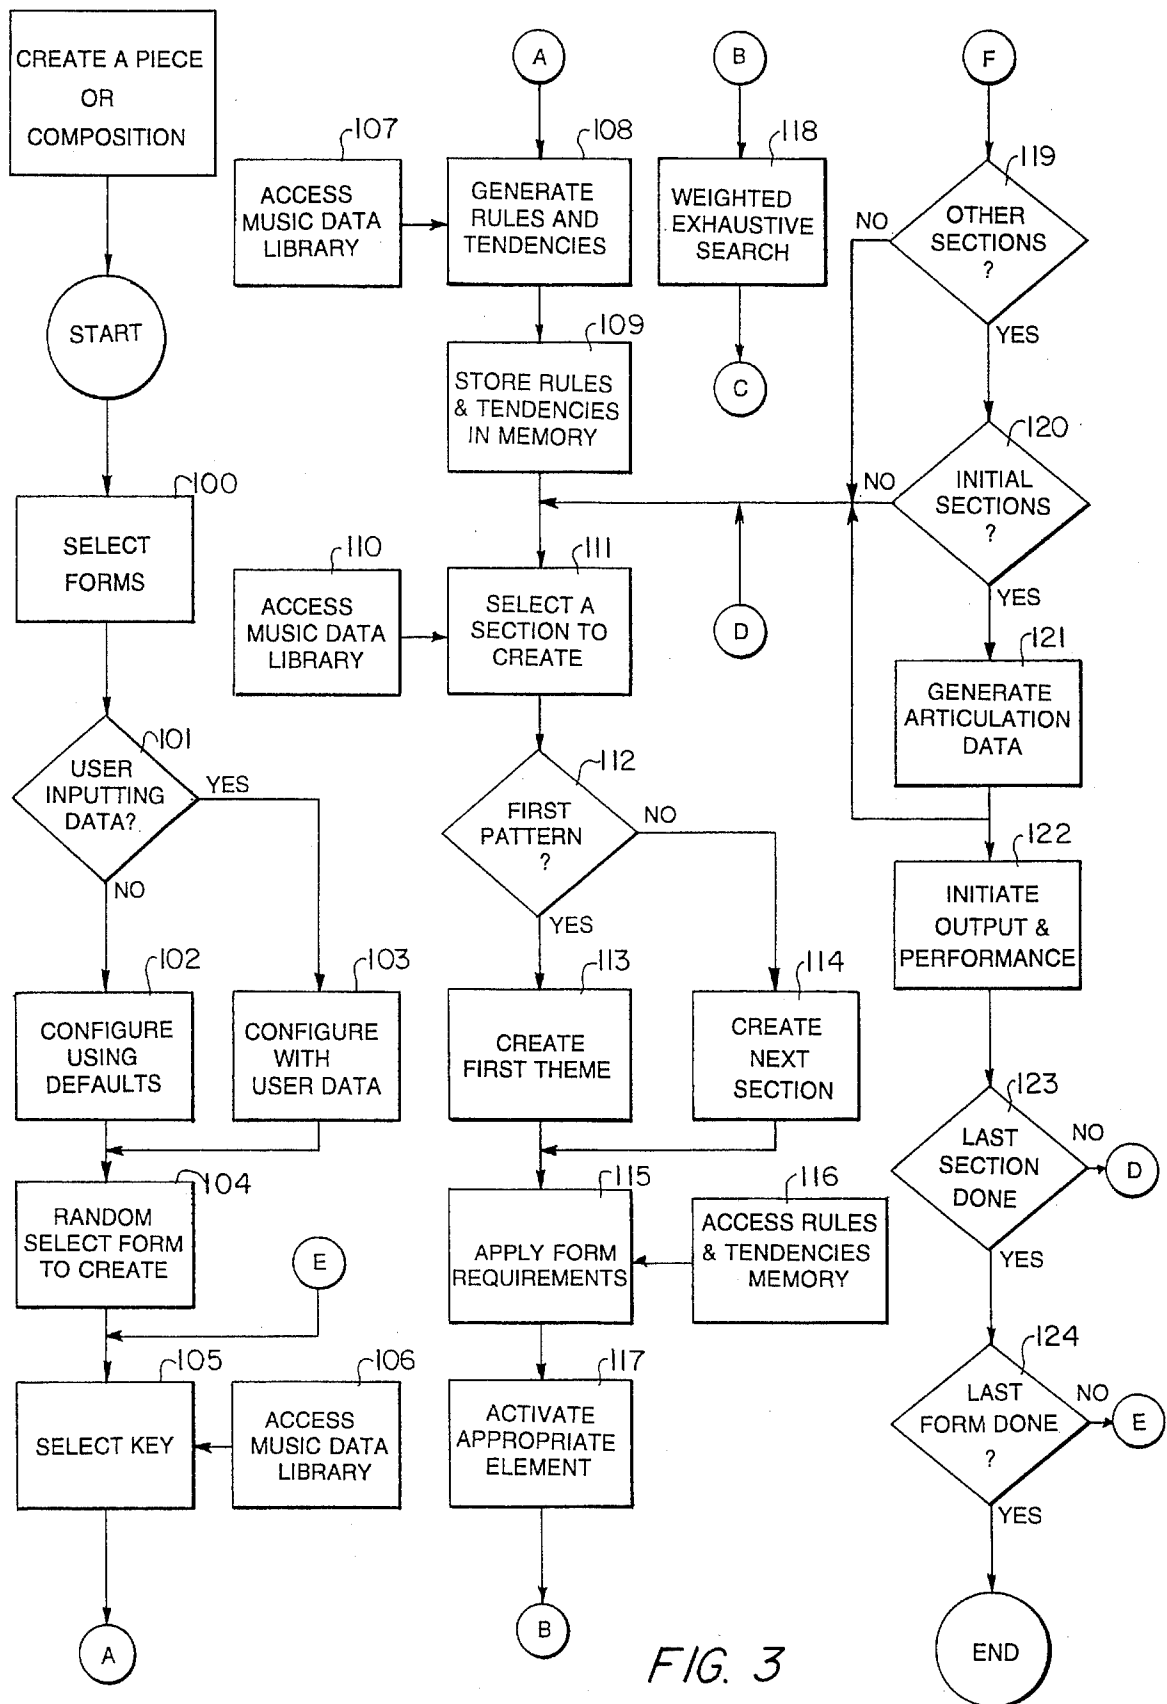 CREATE A PIECE
OR
COMPOSITION
START
100
SELECT
FORMS
101
USER
INPUTTING
DATA?
YES
NO
102
CONFIGURE
USING
DEFAULTS
103
CONFIGURE
WITH
USER DATA
104
RANDOM
SELECT FORM
TO CREATE
E
105
SELECT KEY
106
ACCESS
MUSIC DATA
LIBRARY
A
A
107
ACCESS
MUSIC DATA
LIBRARY
108
GENERATE
RULES AND
TENDENCIES
109
STORE RULES
& TENDENCIES
IN MEMORY
110
ACCESS
MUSIC DATA
LIBRARY
111
SELECT A
SECTION TO
CREATE
112
FIRST
PATTERN
?
NO
YES
113
CREATE
FIRST THEME
114
CREATE
NEXT
SECTION
115
APPLY FORM
REQUIREMENTS
116
ACCESS RULES
& TENDENCIES
MEMORY
117
ACTIVATE
APPROPRIATE
ELEMENT
B
B
118
WEIGHTED
EXHAUSTIVE
SEARCH
C
D
F
119
OTHER
SECTIONS
?
NO
YES
120
INITIAL
SECTIONS
?
NO
YES
121
GENERATE
ARTICULATION
DATA
122
INITIATE
OUTPUT &
PERFORMANCE
123
LAST
SECTION
DONE
NO
D
YES
124
LAST
FORM DONE
?
NO
E
YES
END
FIG. 3